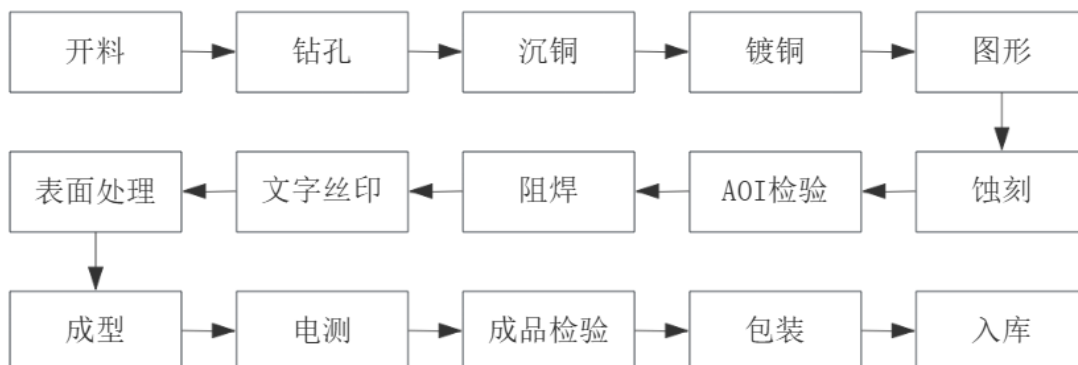 开料 钻孔 沉铜 镀铜 图形
表面处理 文字丝印 阻焊 AOI检验 蚀刻
成型 电测 成品检验 包装 入库